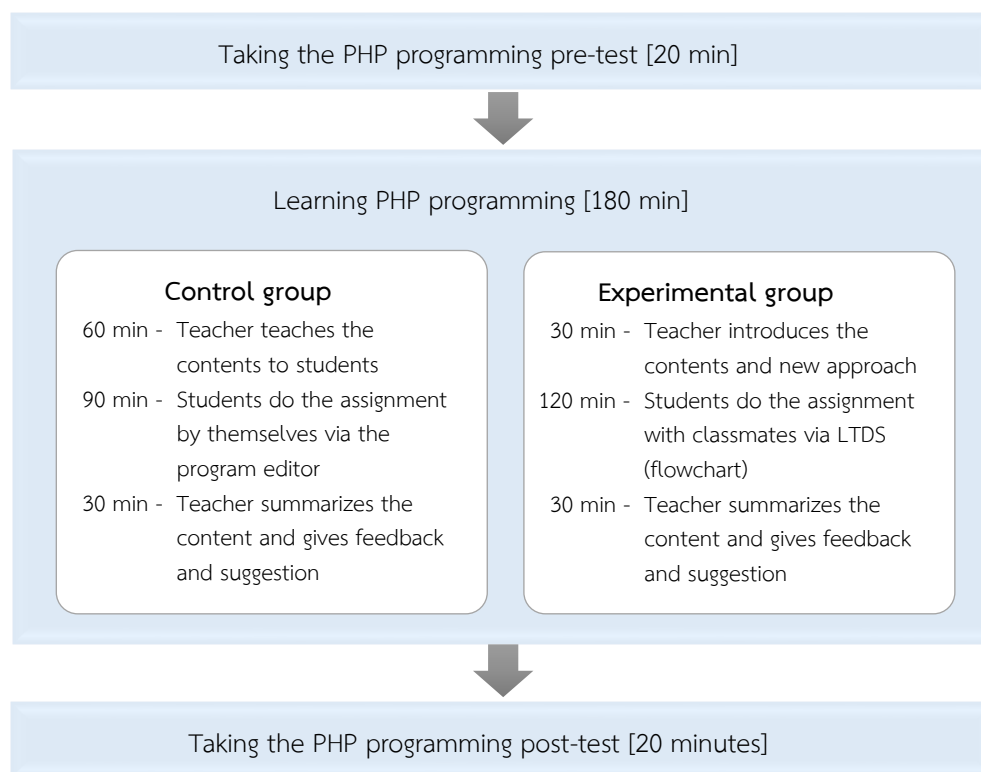 Taking the PHP programming pre-test [20 min]
Learning PHP programming [180 min]
Control group
60 min - Teacher teaches the
contents to students
90 min - Students do the assignment
by themselves via the
program editor
30 min - Teacher summarizes the
content and gives feedback
and suggestion
Experimental group
30 min - Teacher introduces the
contents and new approach
120 min - Students do the assignment
with classmates via LTDS
(flowchart)
30 min - Teacher summarizes the
content and gives feedback
and suggestion
Taking the PHP programming post-test [20 minutes]